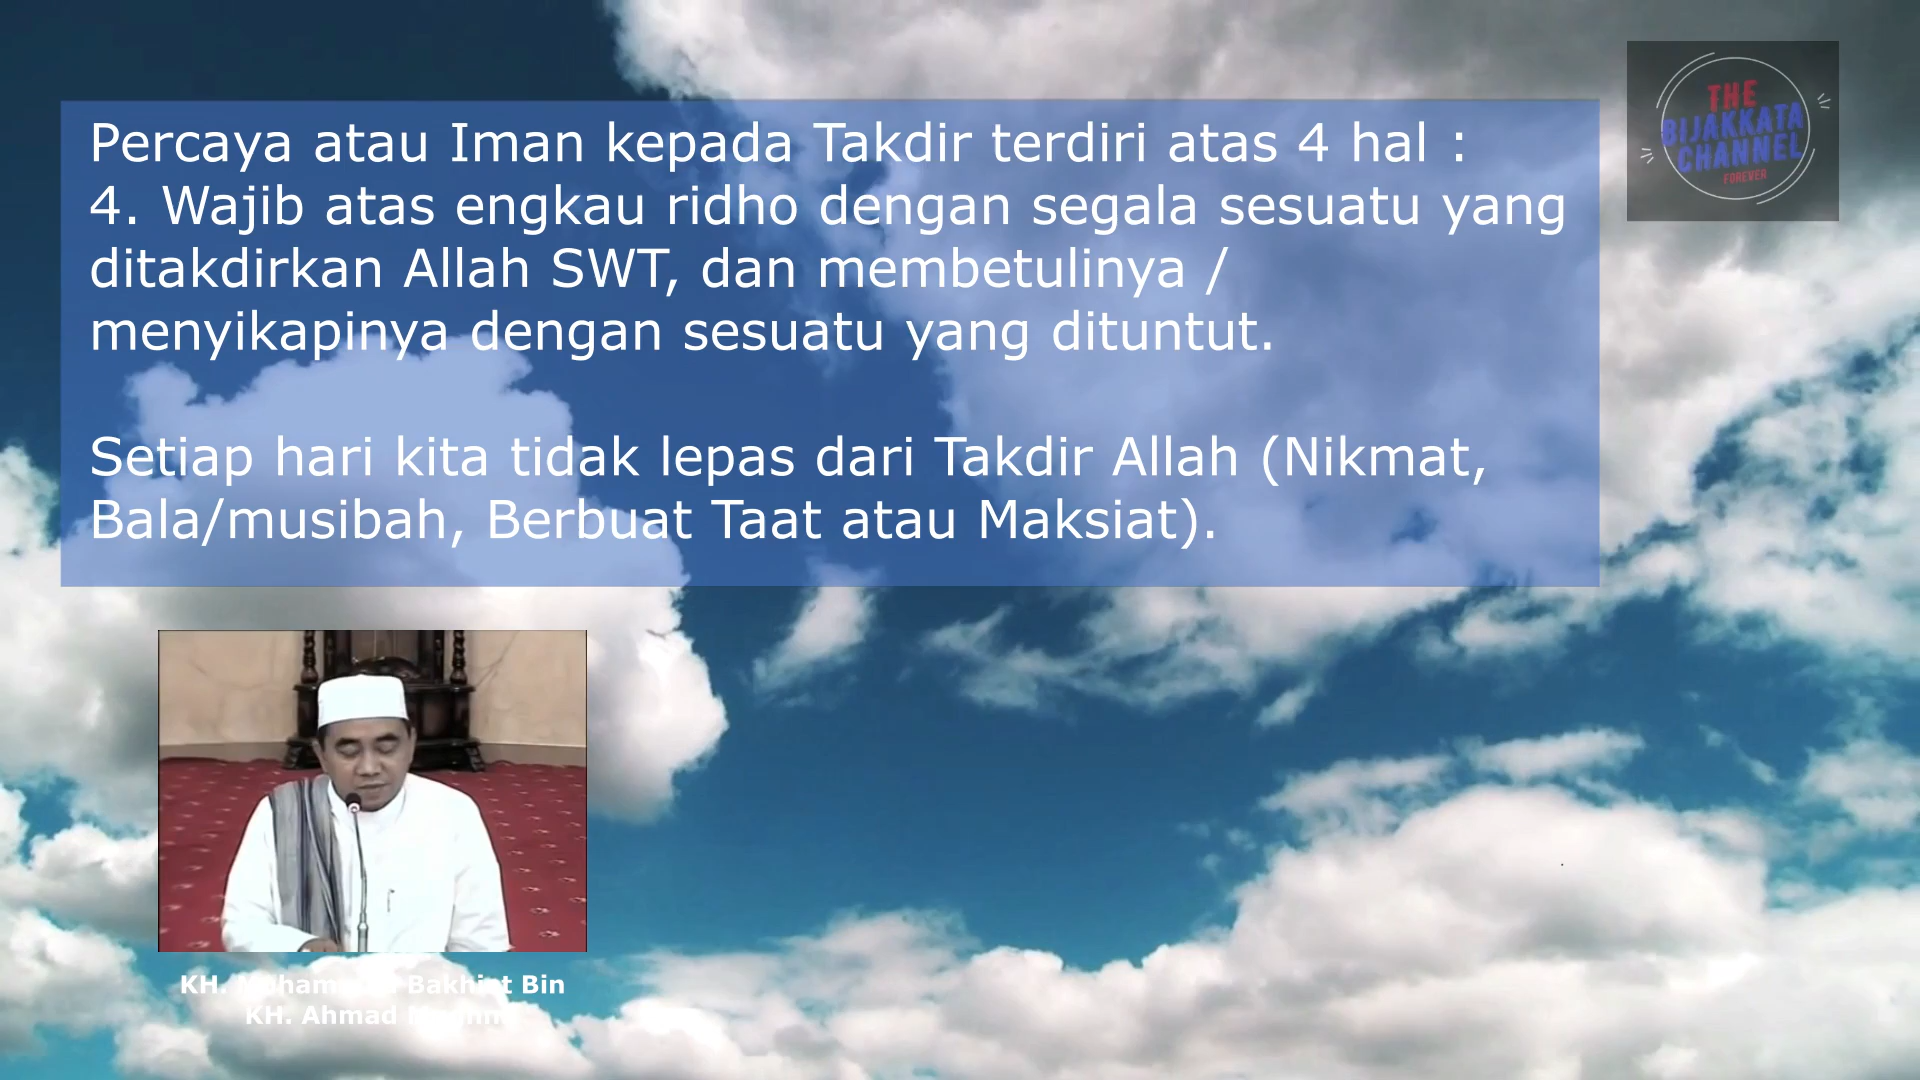 Percaya atau Iman kepada Takdir terdiri atas 4 hal :
4. Wajib atas engkau ridho dengan segala sesuatu yang
ditakdirkan Allah SWT, dan membetulinya /
menyikapinya dengan sesuatu yang dituntut.
Setiap hari kita tidak lepas dari Takdir Allah (Nikmat,
Bala/musibah, Berbuat Taat atau Maksiat).
THE
BIJAKKATA
CHANNEL
FOREVER
KH. Bin
KH. Ahmad